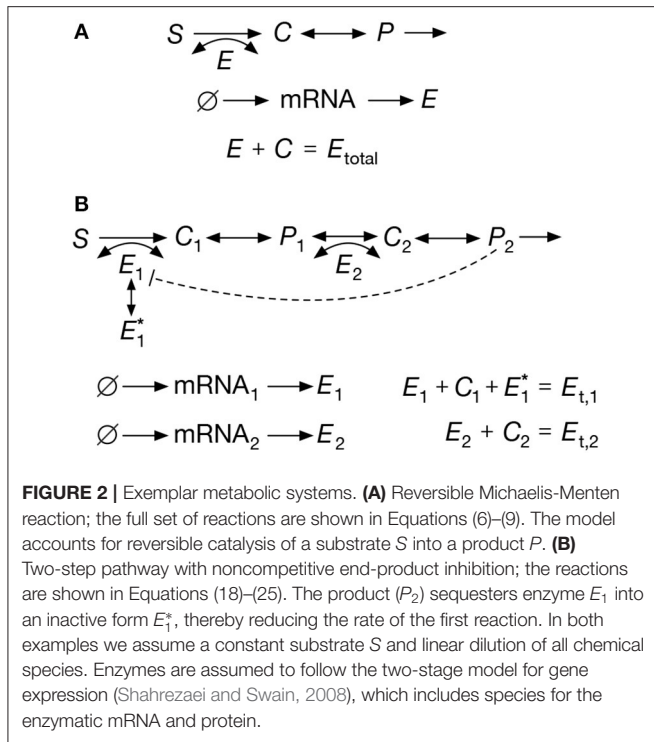 A
S → C ↔ P →
E
∅ → mRNA → E
E + C = E_total
B
S → C₁ ↔ P₁ ↔ C₂ ↔ P₂ →
E₁ E₂
E₁*
∅ → mRNA₁ → E₁ E₁ + C₁ + E₁* = E_t,1
∅ → mRNA₂ → E₂ E₂ + C₂ = E_t,2
FIGURE 2 | Exemplar metabolic systems. (A) Reversible Michaelis-Menten
reaction; the full set of reactions are shown in Equations (6)–(9). The model
accounts for reversible catalysis of a substrate S into a product P. (B)
Two-step pathway with noncompetitive end-product inhibition; the reactions
are shown in Equations (18)–(25). The product (P₂) sequesters enzyme E₁ into
an inactive form E₁*, thereby reducing the rate of the first reaction. In both
examples we assume a constant substrate S and linear dilution of all chemical
species. Enzymes are assumed to follow the two-stage model for gene
expression (Shahrezaei and Swain, 2008), which includes species for the
enzymatic mRNA and protein.